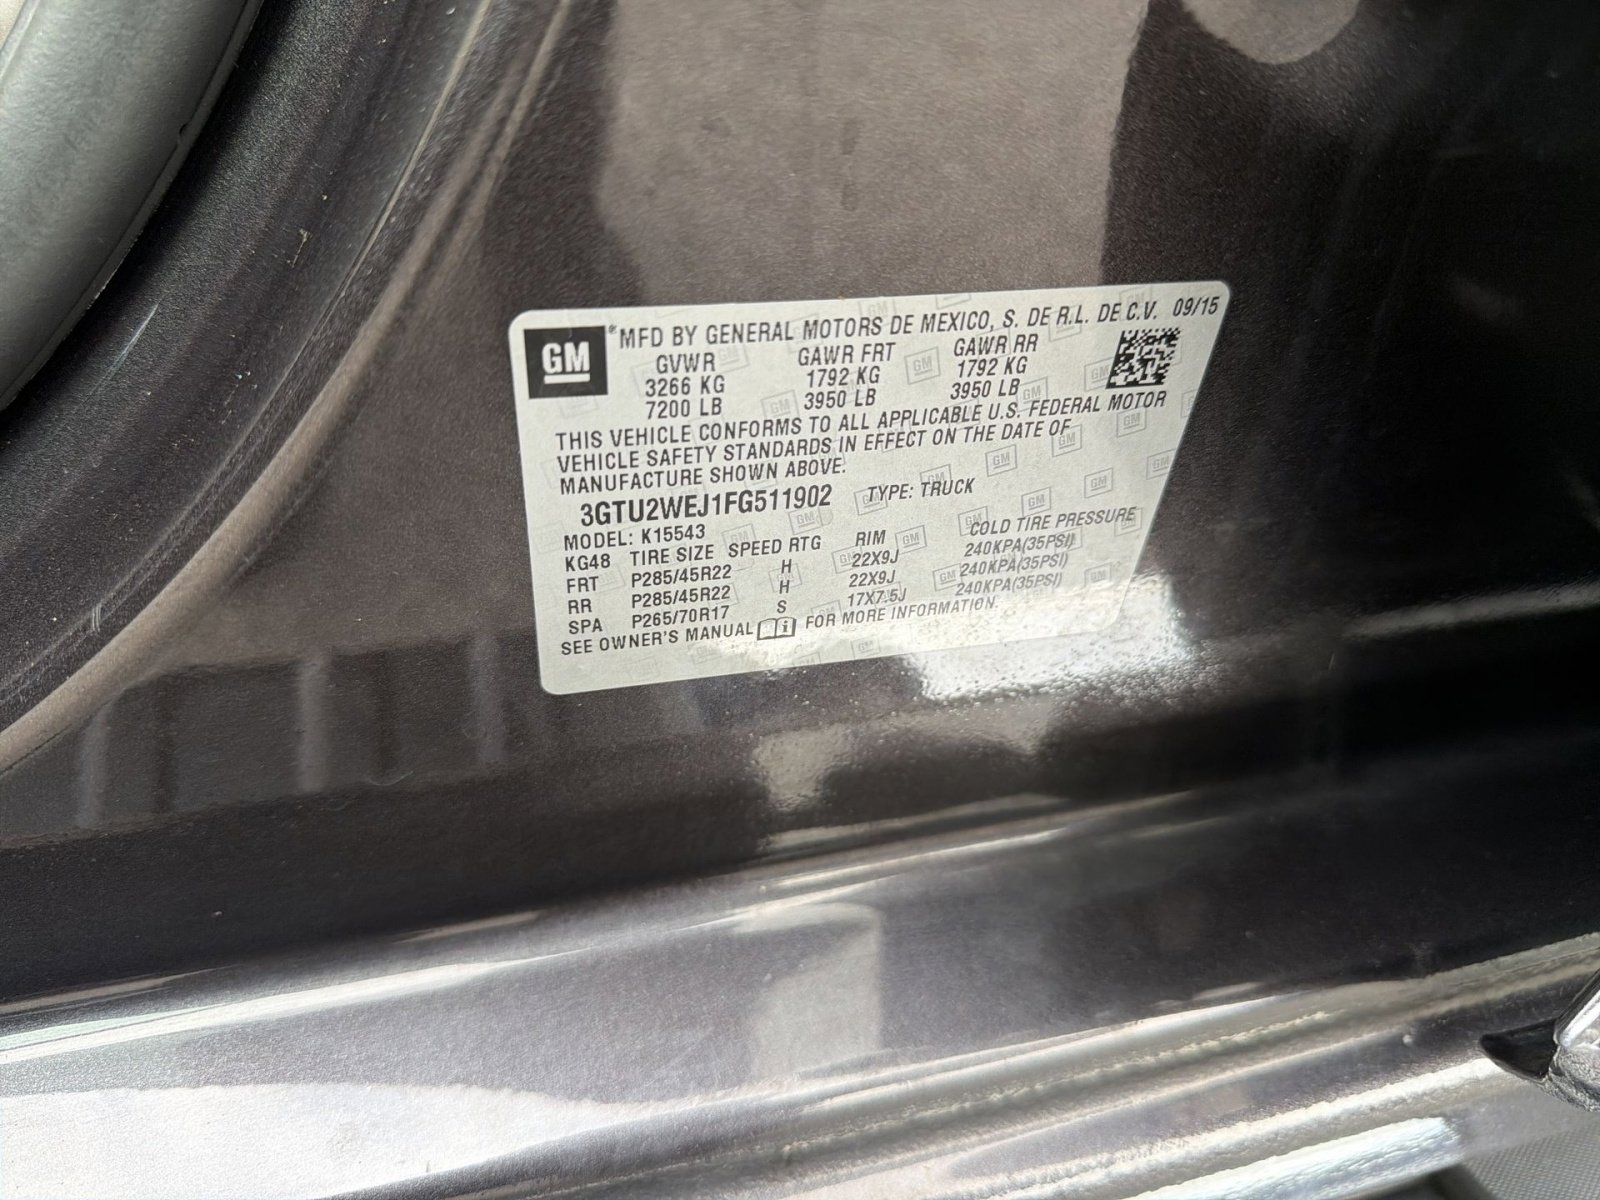 GM ® MFD BY GENERAL MOTORS DE MEXICO, S. DE R.L. DE C.V. 09/15
GVWR GAWR FRT GAWR RR
3266 KG 1792 KG 1792 KG
7200 LB 3950 LB 3950 LB
THIS VEHICLE CONFORMS TO ALL APPLICABLE U.S. FEDERAL MOTOR
VEHICLE SAFETY STANDARDS IN EFFECT ON THE DATE OF
MANUFACTURE SHOWN ABOVE.
3GTU2WEJ1FG511902 TYPE: TRUCK
MODEL: K15543
KG48 TIRE SIZE SPEED RTG RIM COLD TIRE PRESSURE
FRT P285/45R22 H 22X9J 240KPA(35PSI)
RR P285/45R22 H 22X9J 240KPA(35PSI)
SPA P265/70R17 S 17X7.5J 240KPA(35PSI)
SEE OWNER'S MANUAL i FOR MORE INFORMATION.